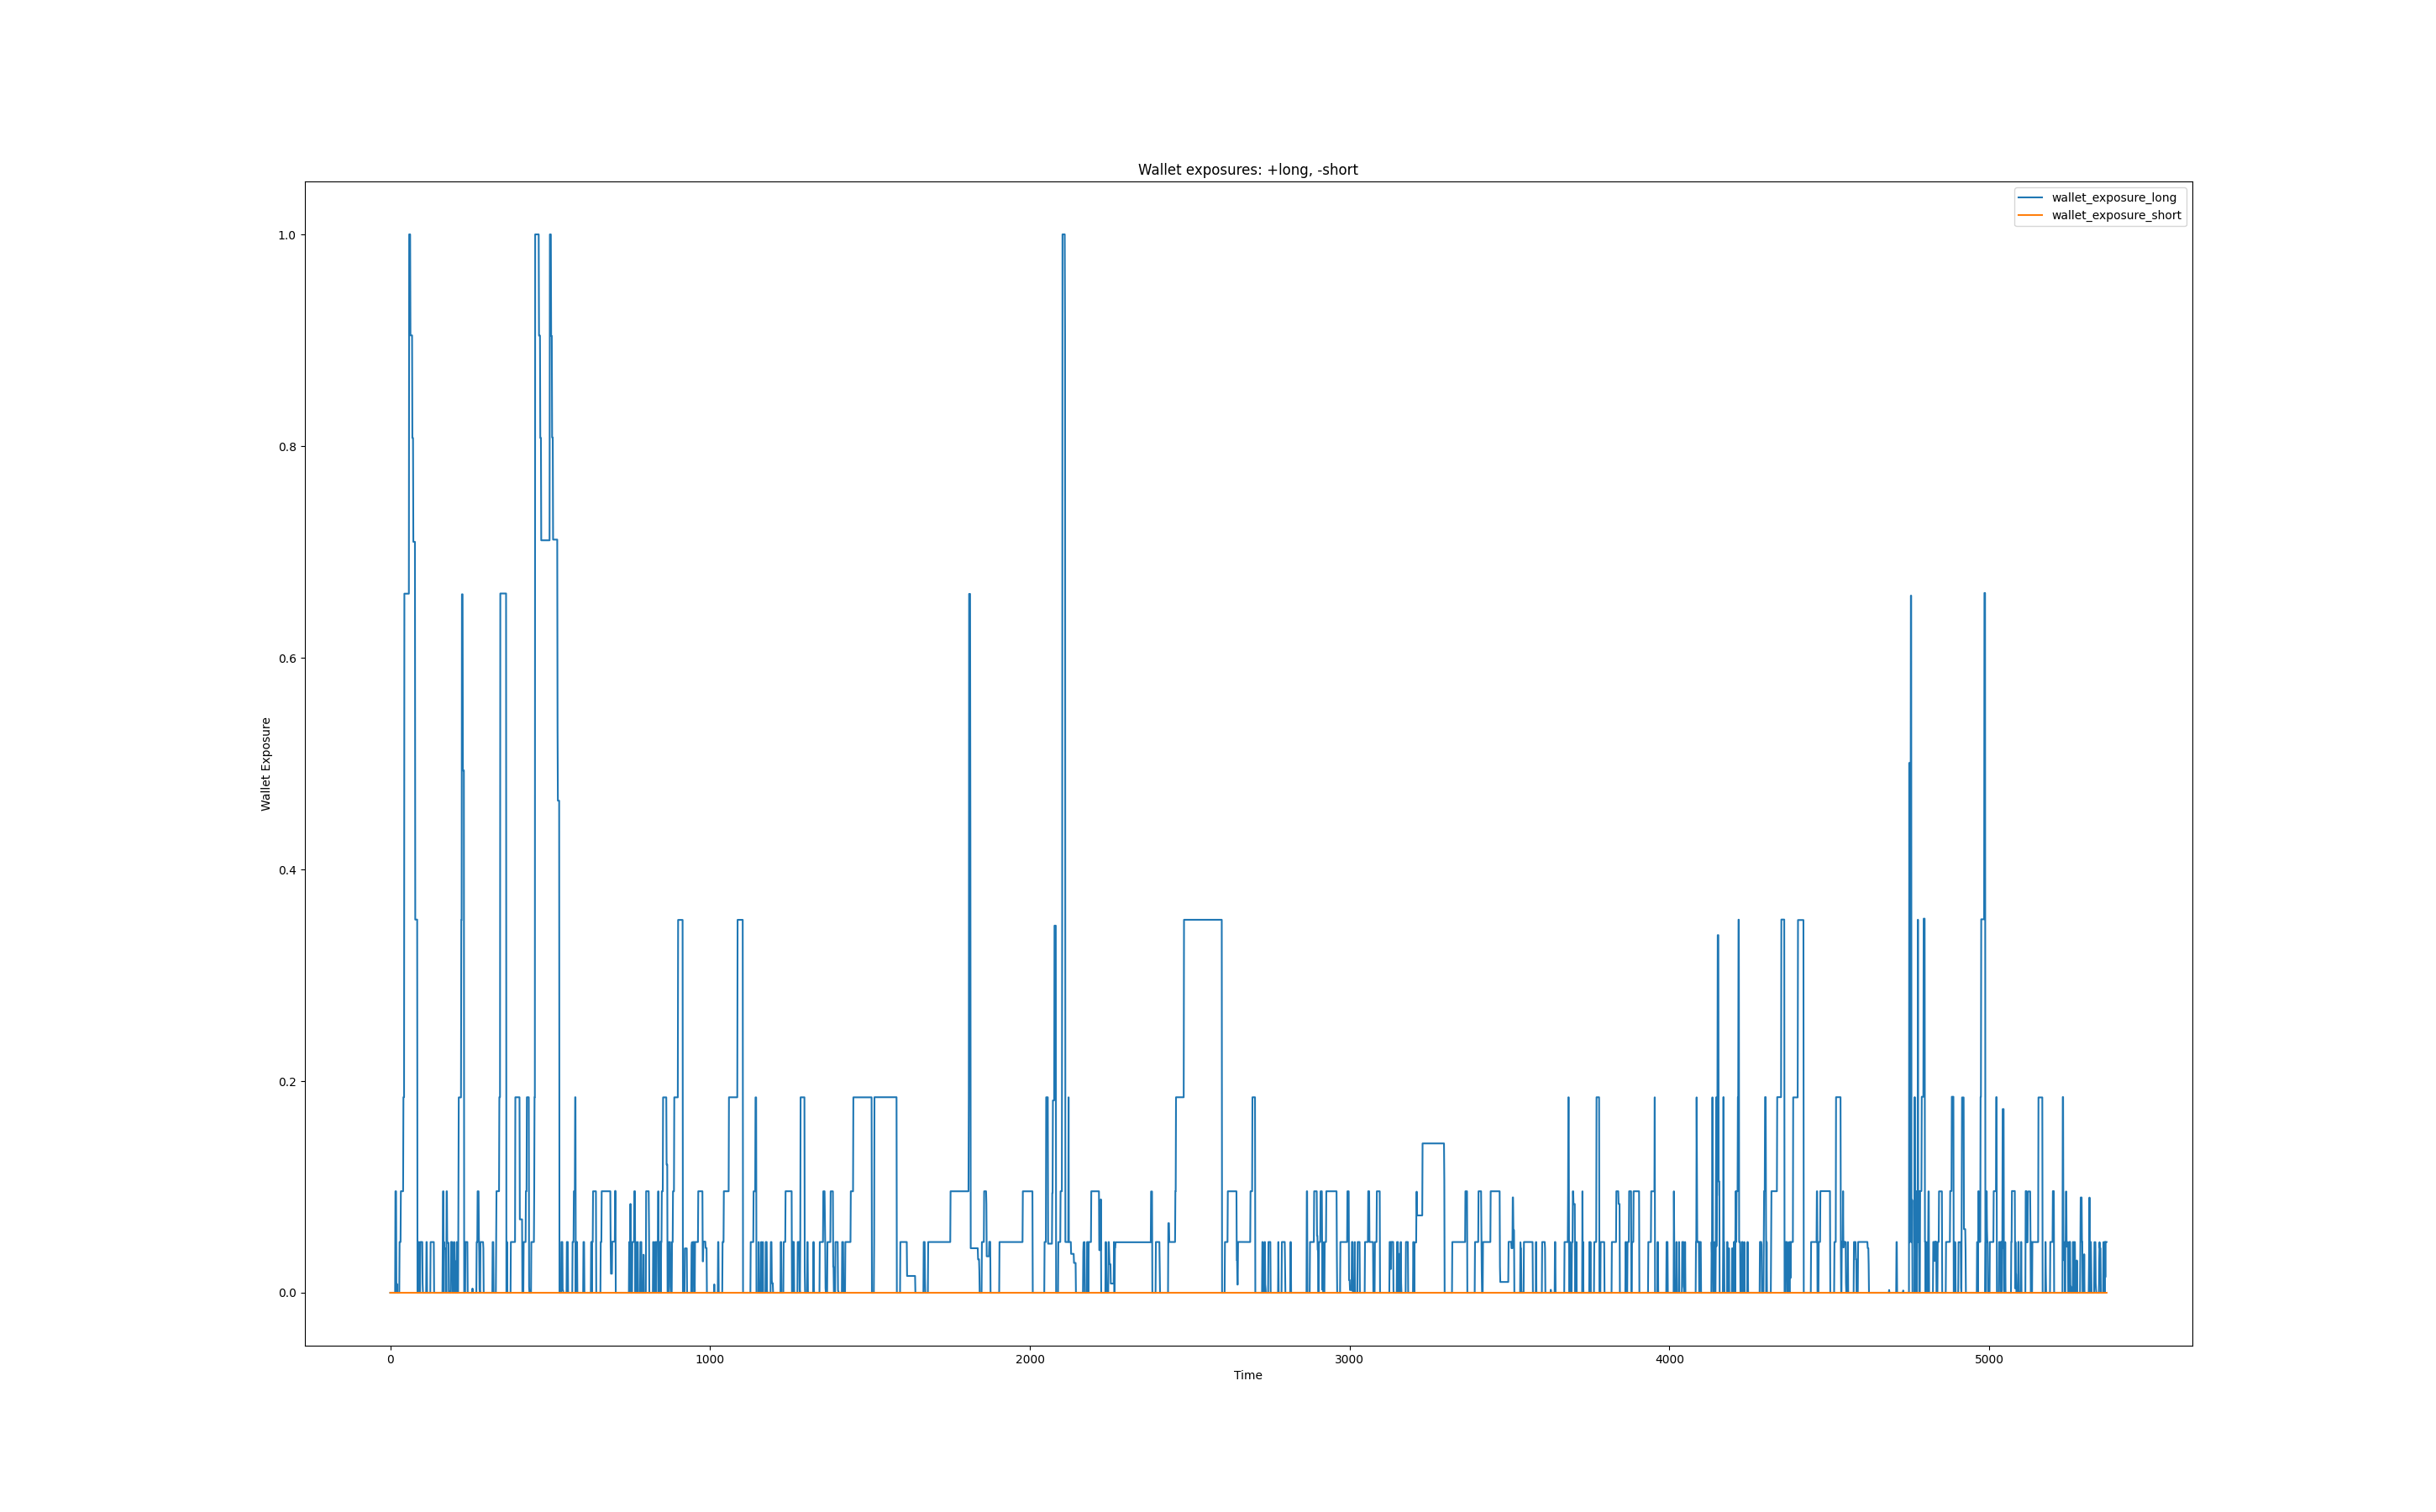 Wallet exposures: +long, -short
wallet_exposure_long
wallet_exposure_short
1.0
0.8
0.6
0.4
0.2
0.0
Wallet Exposure
0 1000 2000 3000 4000 5000
Time